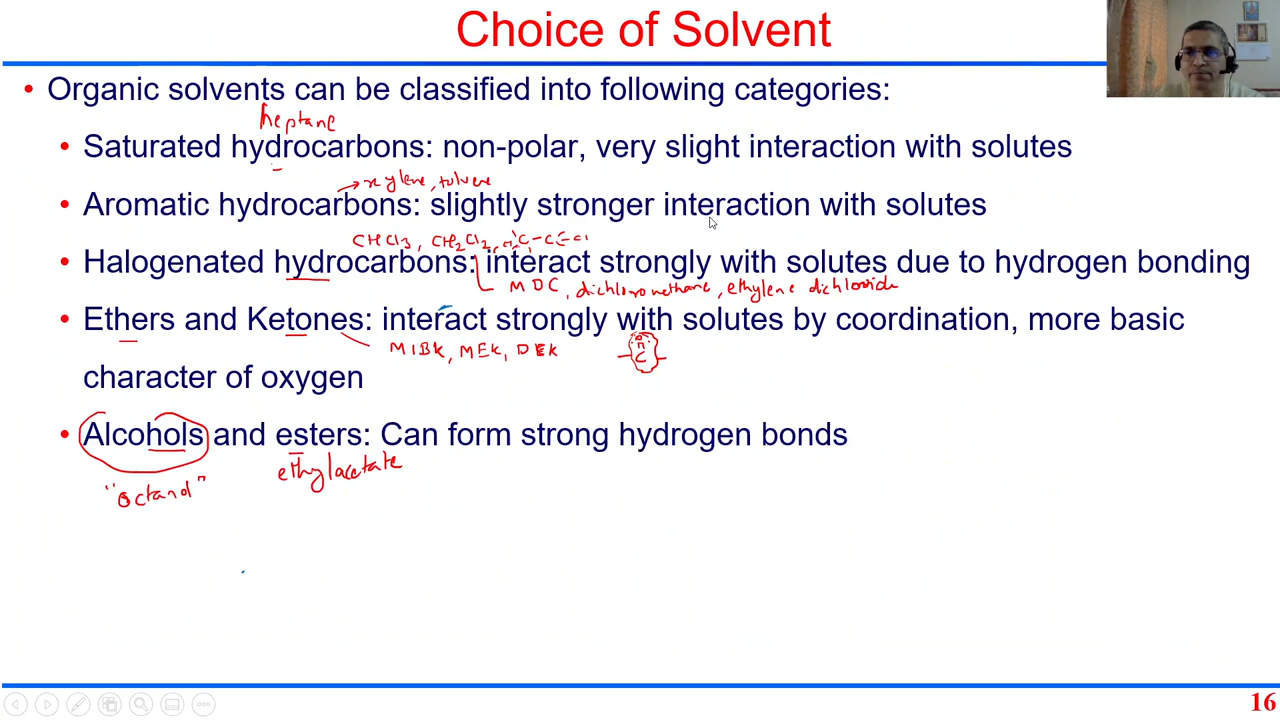 Choice of Solvent
• Organic solvents can be classified into following categories:
heptane
• Saturated hydrocarbons: non-polar, very slight interaction with solutes
xylene, toluene
• Aromatic hydrocarbons: slightly stronger interaction with solutes
CHCl3, CH2Cl2,
• Halogenated hydrocarbons: interact strongly with solutes due to hydrogen bonding
MDC, dichloromethane, ethylene dichloride
• Ethers and Ketones: interact strongly with solutes by coordination, more basic
MIBK, MEK, DEK
character of oxygen
• Alcohols and esters: Can form strong hydrogen bonds
ethylacetate
"octanol"
16